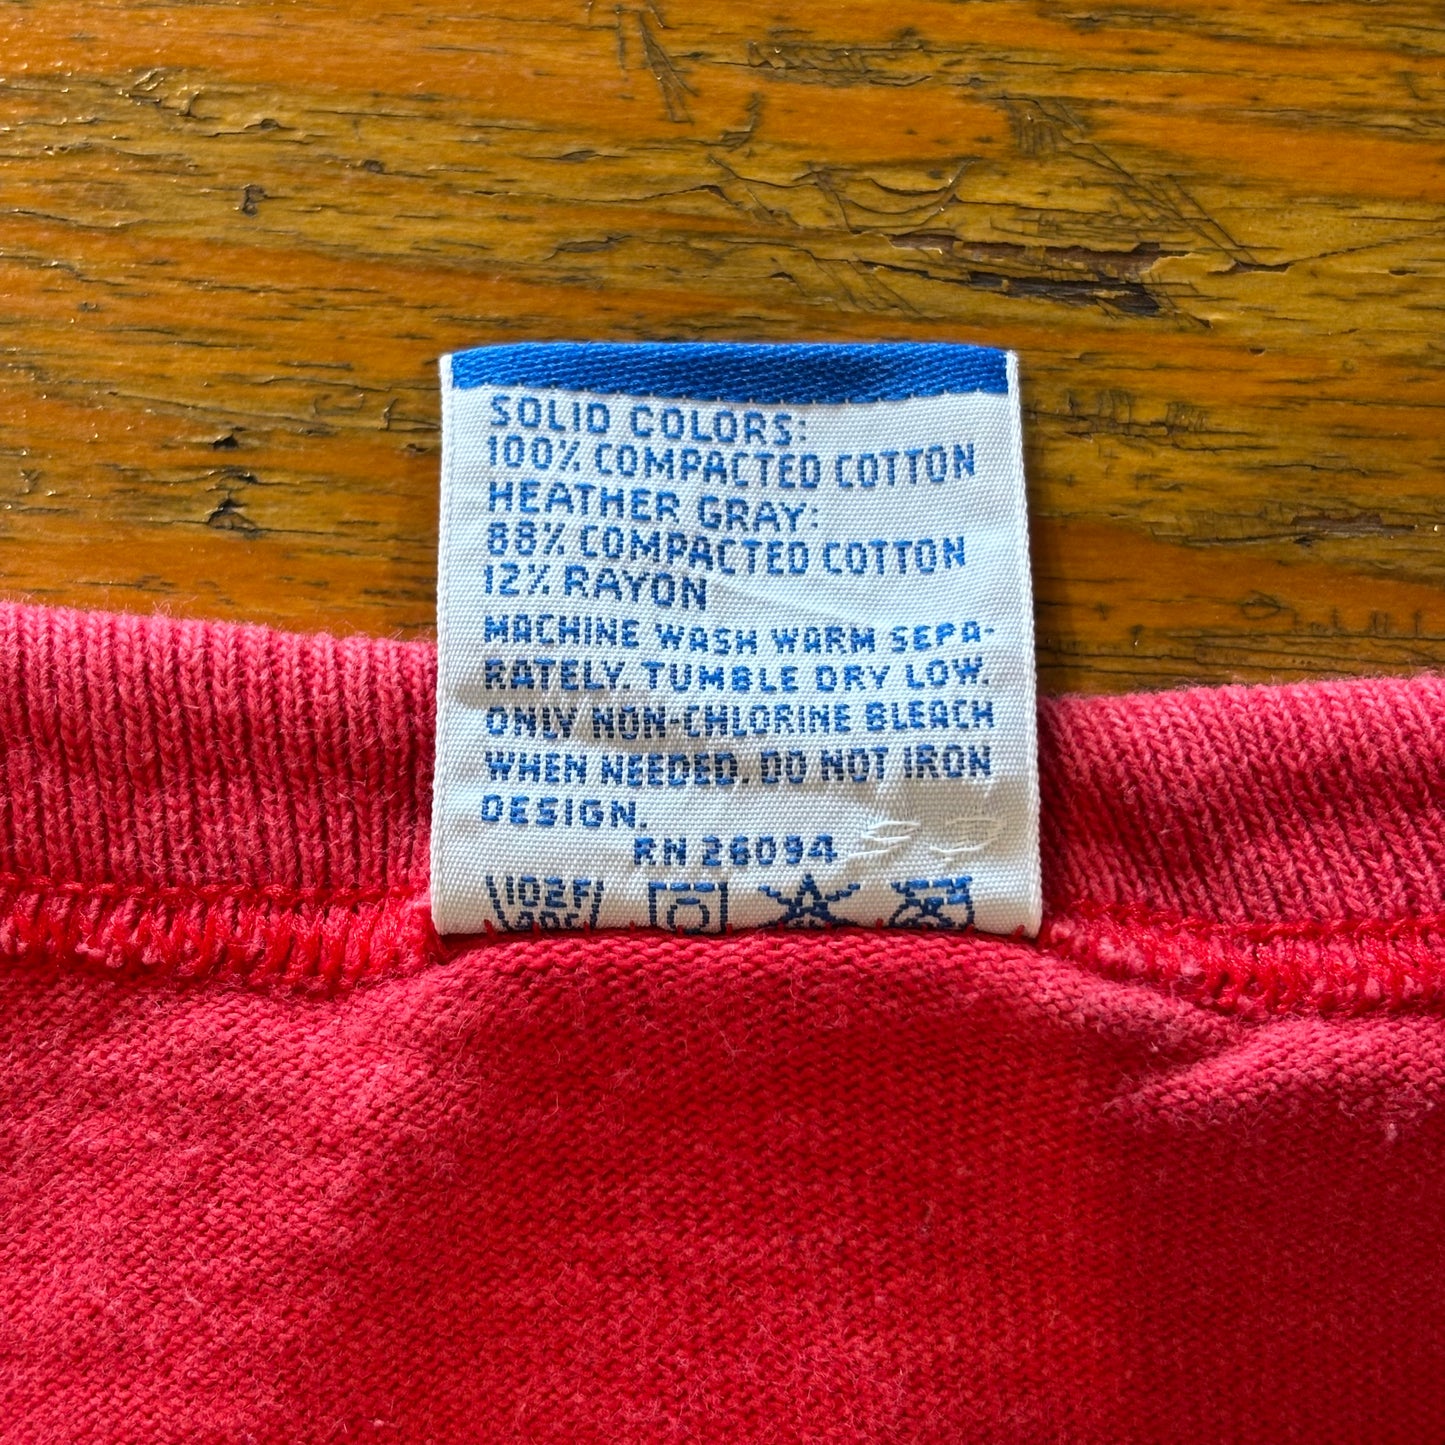 SOLID COLORS:
100% COMPACTED COTTON
HEATHER GRAY:
88% COMPACTED COTTON
12% RAYON
MACHINE WASH WARM SEPA-
RATELY. TUMBLE DRY LOW.
ONLY NON-CHLORINE BLEACH
WHEN NEEDED. DO NOT IRON
DESIGN.
RN 26094
102F